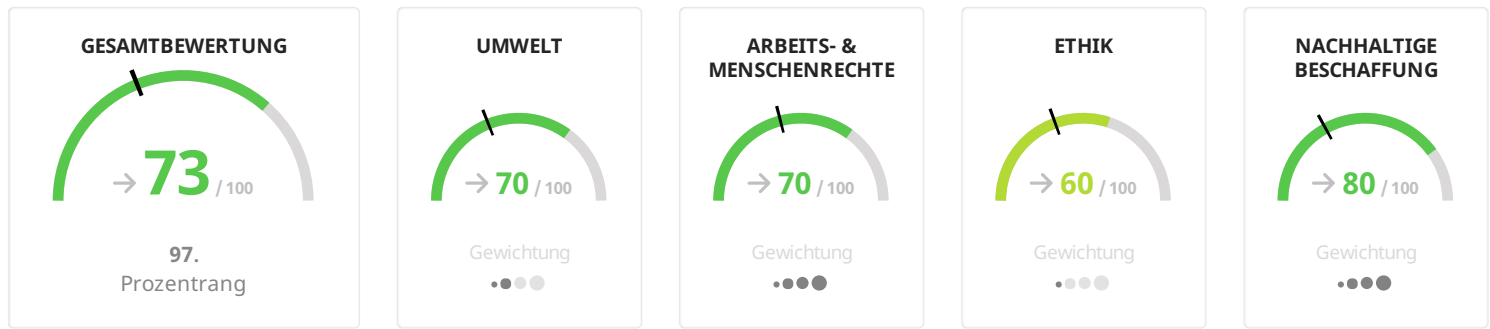 GESAMTBEWERTUNG
73 / 100
97.
Prozentrang
UMWELT
70 / 100
Gewichtung
ARBEITS- &
MENSCHENRECHTE
70 / 100
Gewichtung
ETHIK
60 / 100
Gewichtung
NACHHALTIGE
BESCHAFFUNG
80 / 100
Gewichtung